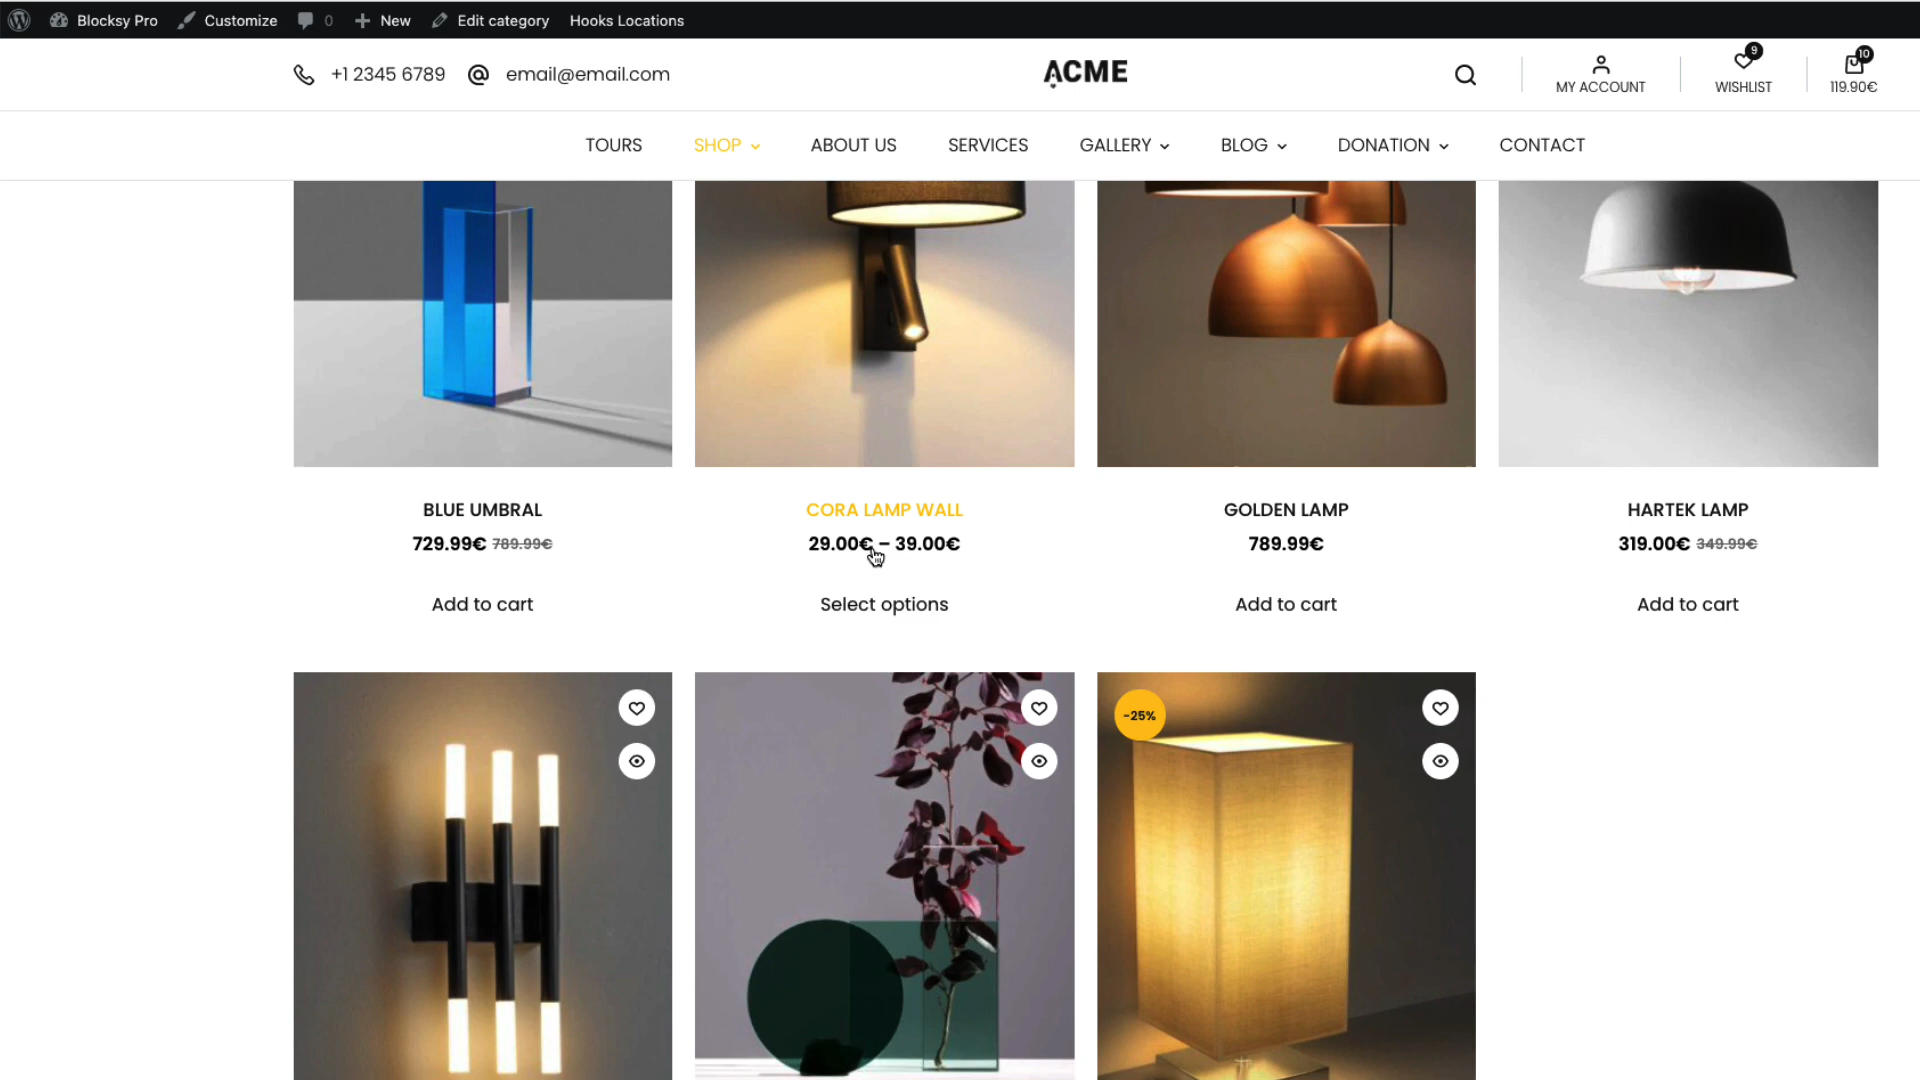 Blocksy Pro Customize 0 New Edit category Hooks Locations
+1 2345 6789 email@email.com
ACME
MY ACCOUNT
9
WISHLIST
10
119.90€
TOURS SHOP ABOUT US SERVICES GALLERY BLOG DONATION CONTACT
BLUE UMBRAL
729.99€ 789.99€
Add to cart
CORA LAMP WALL
29.00€ – 39.00€
Select options
GOLDEN LAMP
789.99€
Add to cart
HARTEK LAMP
319.00€ 349.99€
Add to cart
-25%